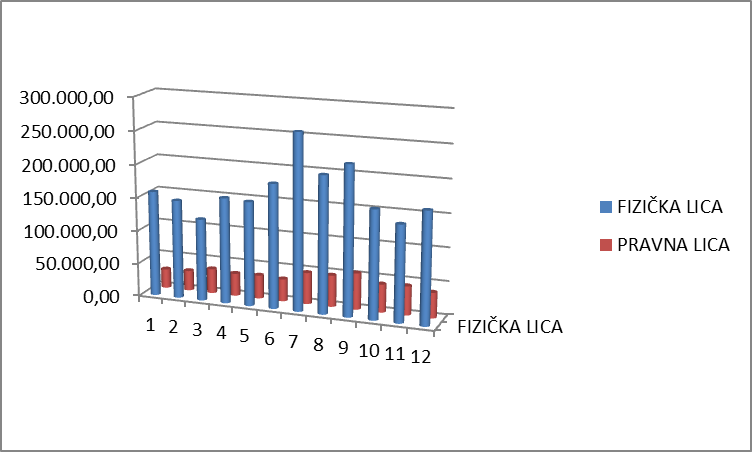 300.000,00
250.000,00
200.000,00
150.000,00
100.000,00
50.000,00
0,00
1 2 3 4 5 6 7 8 9 10 11 12
FIZIČKA LICA
FIZIČKA LICA
PRAVNA LICA